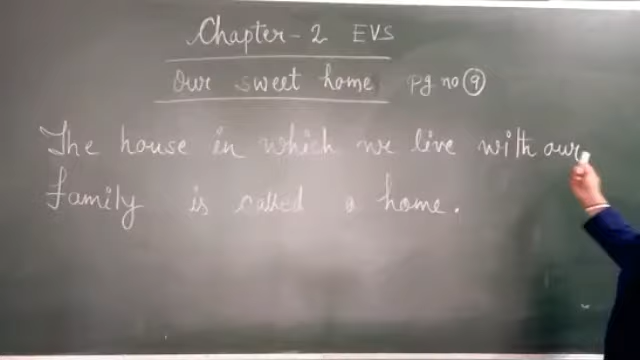 Chapter - 2 EVS
Our sweet home pg no 9
The house in which we live with our
family is called a home.